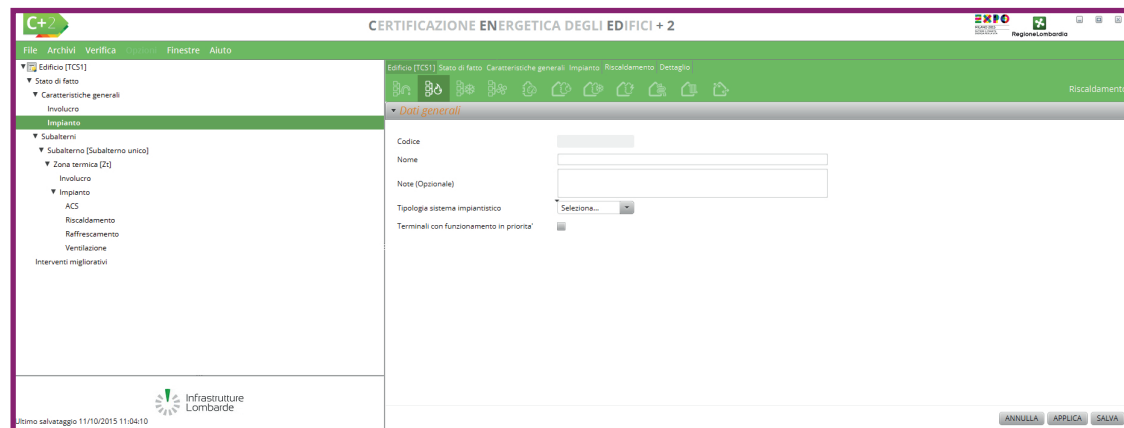 C+2
CERTIFICAZIONE ENERGETICA DEGLI EDIFICI + 2
EXPO
RegioneLombardia
File Archivi Verifica Opzioni Finestre Aiuto
Edificio [TCS1]
Stato di fatto
Caratteristiche generali
Involucro
Impianto
Subalterni
Subalterno [Subalterno unico]
Zona termica [Zt]
Involucro
Impianto
ACS
Riscaldamento
Raffrescamento
Ventilazione
Interventi migliorativi
Infrastrutture
Lombarde
Ultimo salvataggio 11/10/2015 11:04:10
Edificio [TCS1] Stato di fatto Caratteristiche generali Impianto Riscaldamento Dettaglio
Riscaldamento
Dati generali
Codice
Nome
Note (Opzionale)
Tipologia sistema impiantistico Seleziona...
Terminali con funzionamento in priorita'
ANNULLA APPLICA SALVA